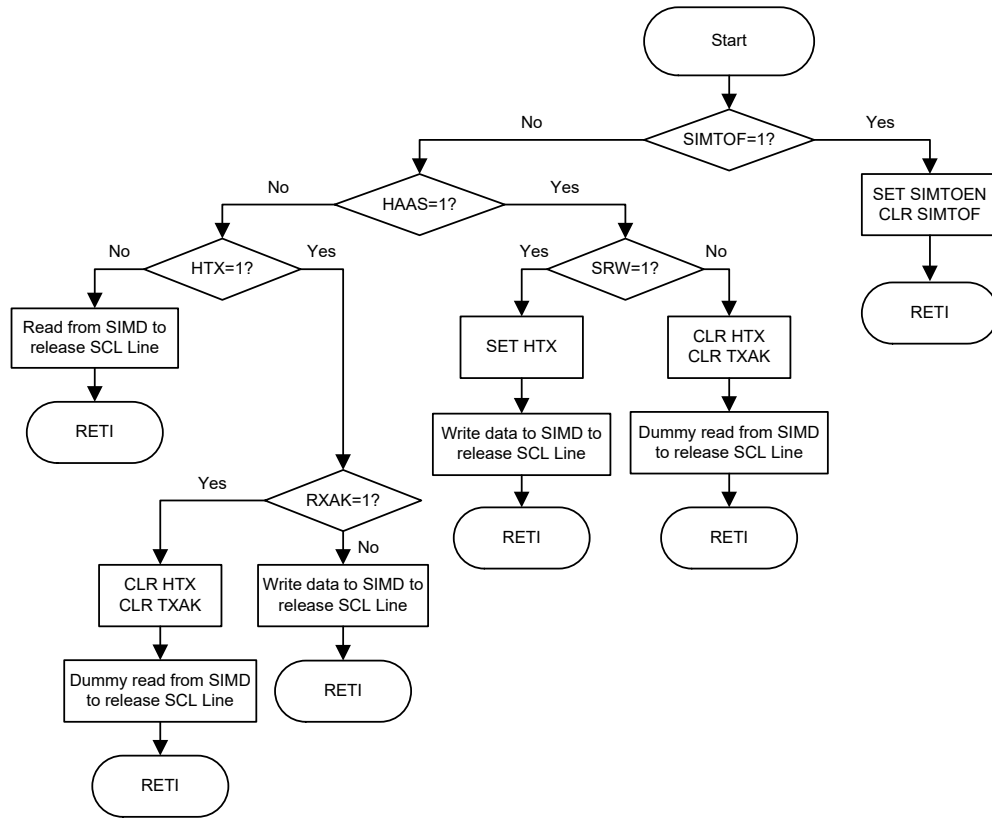 Start
SIMTOF=1?
No
Yes
SET SIMTOEN
CLR SIMTOF
RETI
HAAS=1?
No
Yes
HTX=1?
No
Yes
SRW=1?
Yes
No
Read from SIMD to
release SCL Line
RETI
SET HTX
Write data to SIMD to
release SCL Line
RETI
CLR HTX
CLR TXAK
Dummy read from SIMD
to release SCL Line
RETI
RXAK=1?
Yes
No
CLR HTX
CLR TXAK
Dummy read from SIMD
to release SCL Line
RETI
Write data to SIMD to
release SCL Line
RETI